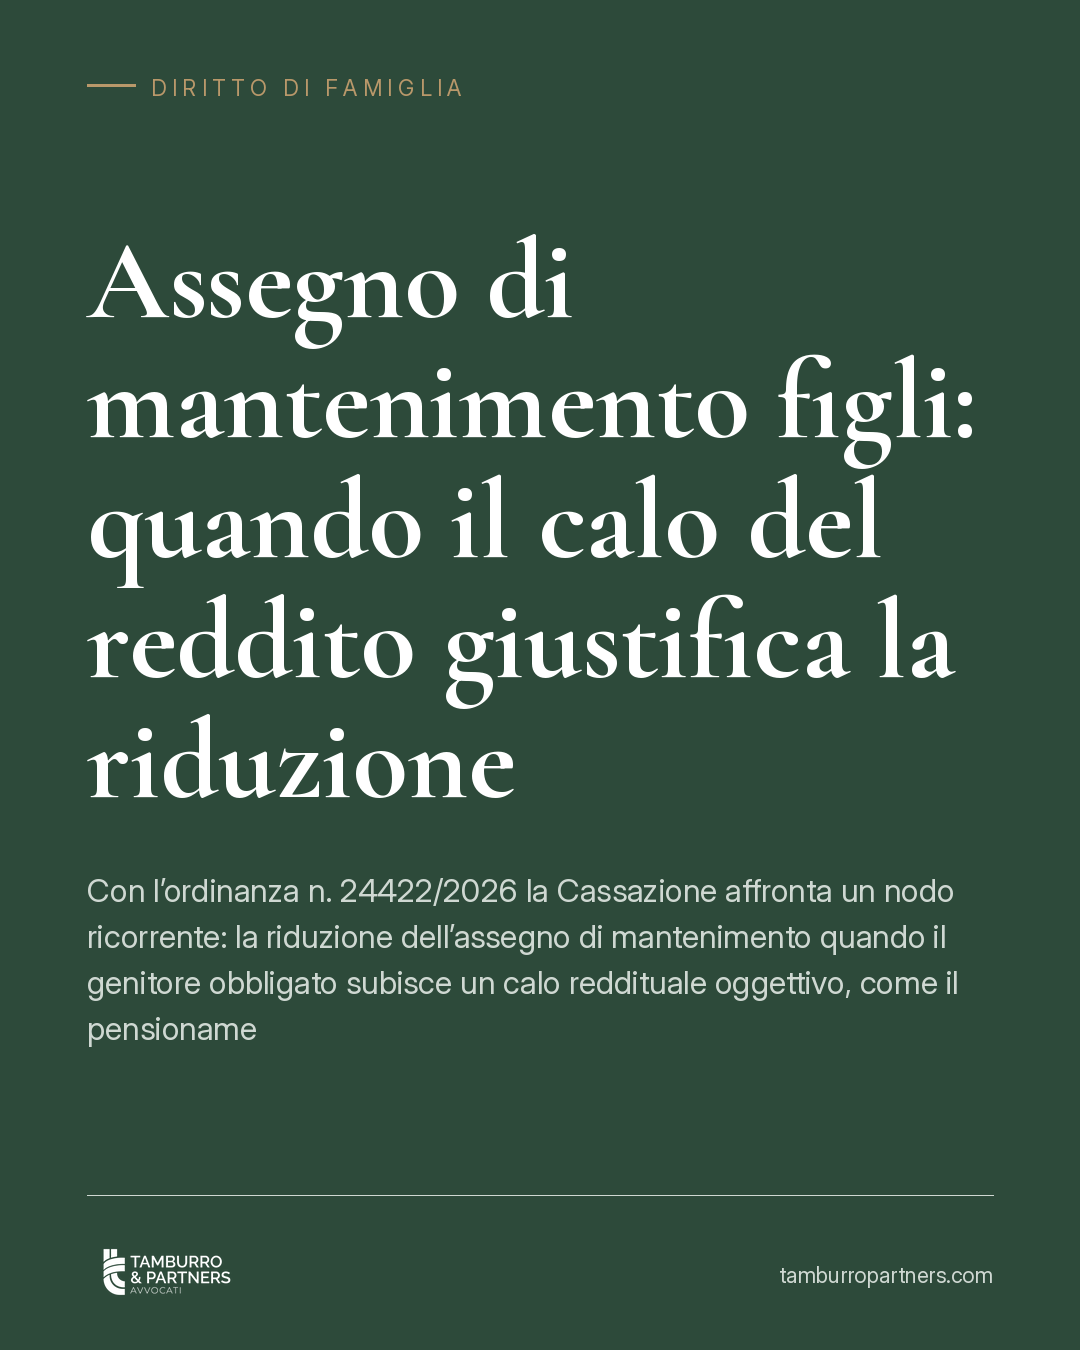 DIRITTO DI FAMIGLIA
Assegno di
mantenimento figli:
quando il calo del
reddito giustifica la
riduzione
Con l’ordinanza n. 24422/2026 la Cassazione affronta un nodo
ricorrente: la riduzione dell’assegno di mantenimento quando il
genitore obbligato subisce un calo reddituale oggettivo, come il
pensioname
TAMBURRO
& PARTNERS
AVVOCATI
tamburropartners.com